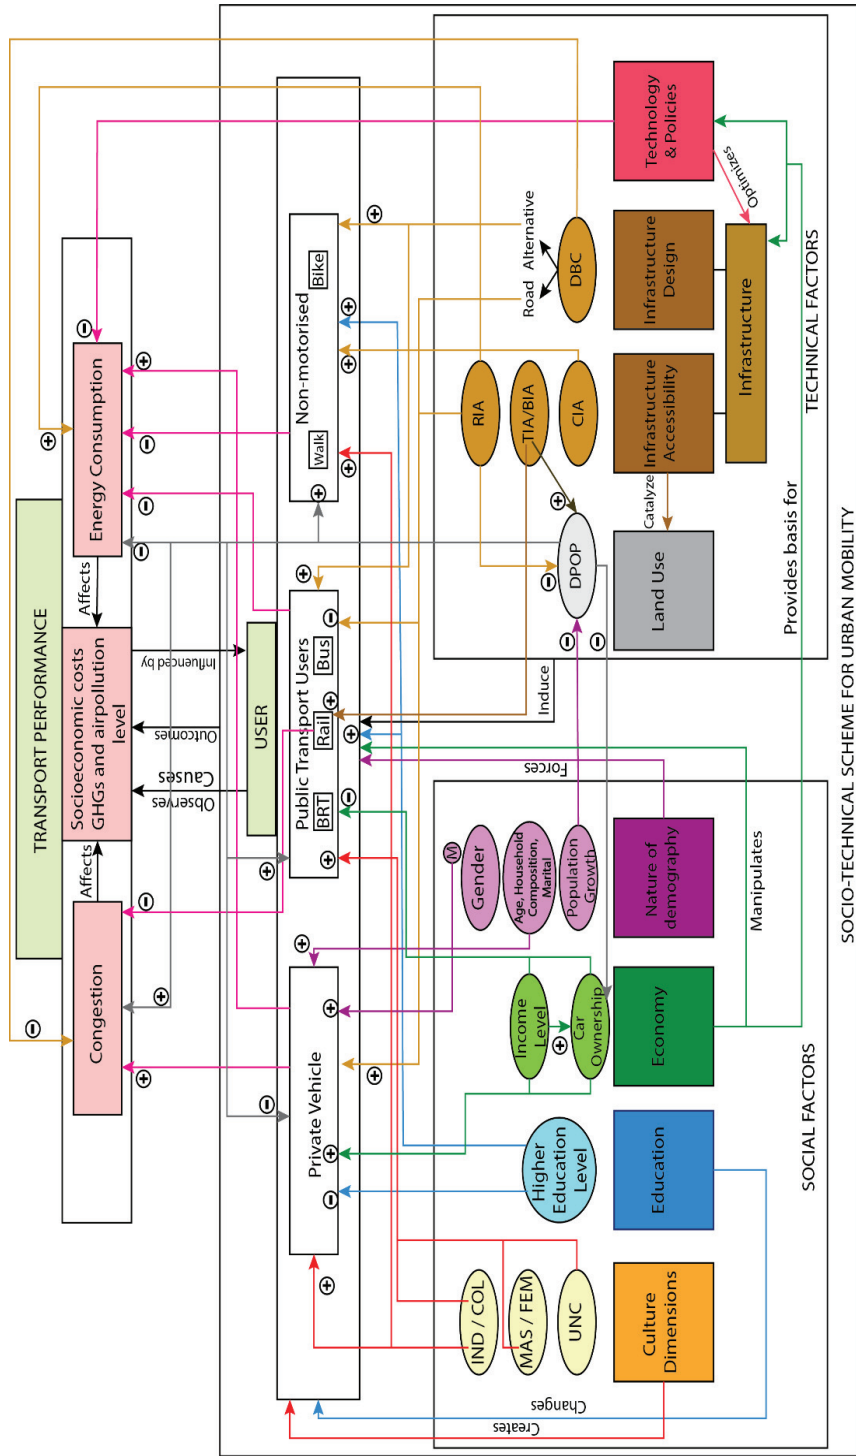 TRANSPORT PERFORMANCE
Congestion
Affects
Socioeconomic costs
GHGs and airpollution
level
Affects
Energy Consumption
Observes
Causes
Outcomes
Influenced by
USER
Private Vehicle
Public Transport Users
BRT
Rail
Bus
Non-motorised
Walk
Bike
Creates
Changes
Forces
Induce
IND / COL
MAS / FEM
UNC
Higher
Education
Level
Income
Level
Car
Ownership
M
Gender
Age, Household
Composition,
Marital
Population
Growth
DPOP
RIA
TIA/BIA
CIA
Road
Alternative
DBC
Culture
Dimensions
Education
Economy
Nature of
demography
Land Use
Catalyze
Infrastructure
Accessibility
Infrastructure
Design
Technology
& Policies
Optimizes
Infrastructure
Manipulates
Provides basis for
SOCIAL FACTORS
TECHNICAL FACTORS
SOCIO-TECHNICAL SCHEME FOR URBAN MOBILITY